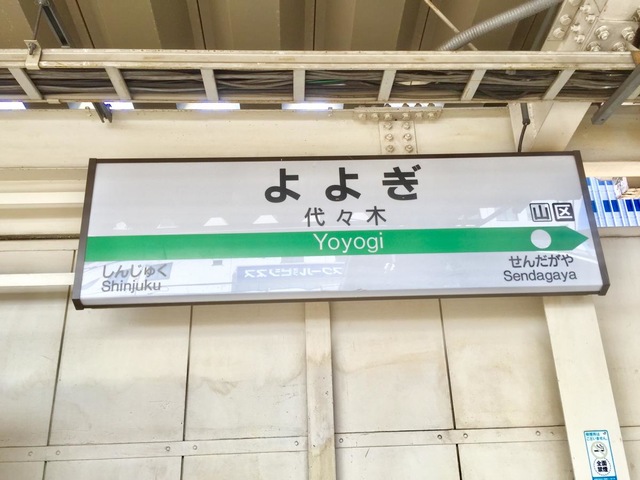 よよぎ
代々木
山 区
Yoyogi
しんじゅく
Shinjuku
せんだがや
Sendagaya